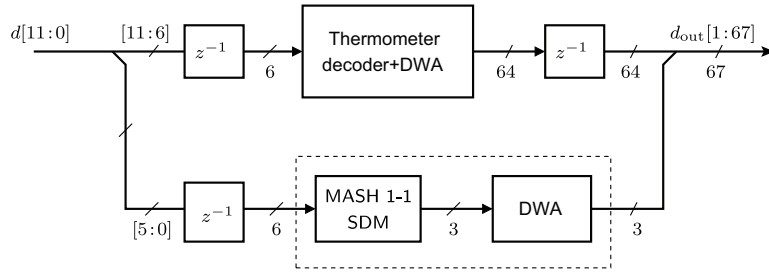 d[11:0]
[11:6]
z⁻¹
6
Thermometer
decoder+DWA
64
z⁻¹
64
d_out[1:67]
67
[5:0]
z⁻¹
6
MASH 1-1
SDM
3
DWA
3